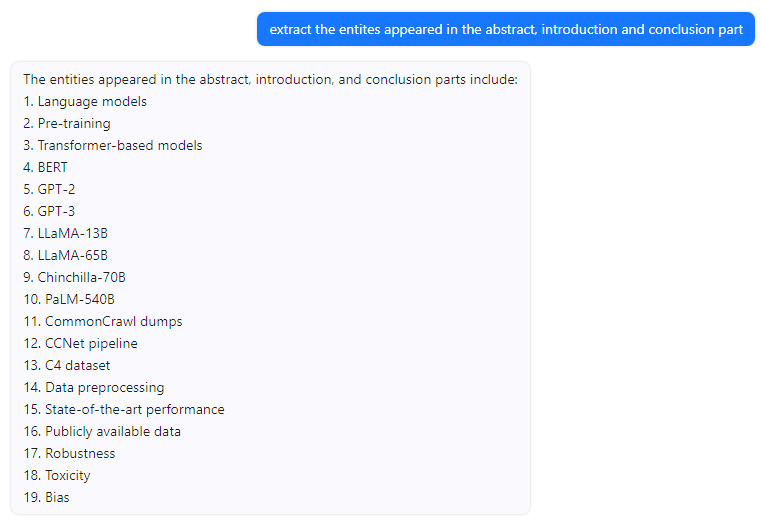 extract the entites appeared in the abstract, introduction and conclusion part
The entities appeared in the abstract, introduction, and conclusion parts include:
1. Language models
2. Pre-training
3. Transformer-based models
4. BERT
5. GPT-2
6. GPT-3
7. LLaMA-13B
8. LLaMA-65B
9. Chinchilla-70B
10. PaLM-540B
11. CommonCrawl dumps
12. CCNet pipeline
13. C4 dataset
14. Data preprocessing
15. State-of-the-art performance
16. Publicly available data
17. Robustness
18. Toxicity
19. Bias